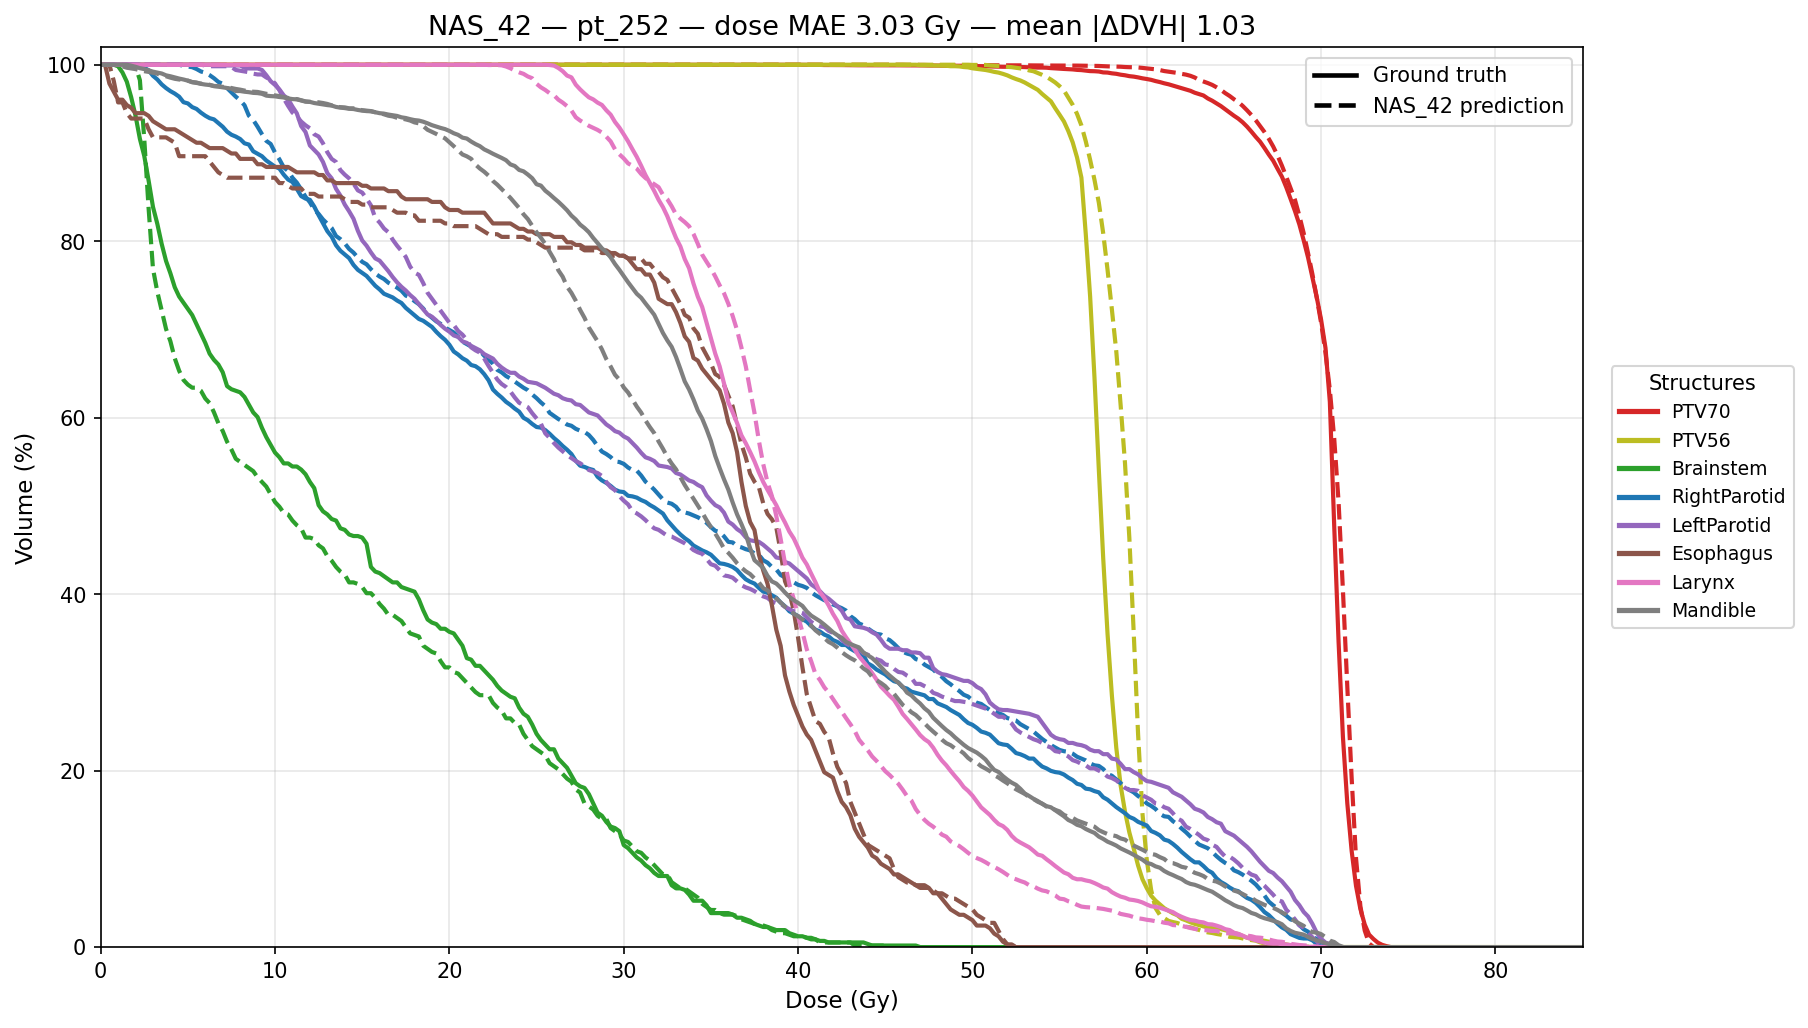 NAS_42 — pt_252 — dose MAE 3.03 Gy — mean |ΔDVH| 1.03
Ground truth
NAS_42 prediction
Volume (%)
100
80
60
40
20
0
0 10 20 30 40 50 60 70 80
Dose (Gy)
Structures
PTV70
PTV56
Brainstem
RightParotid
LeftParotid
Esophagus
Larynx
Mandible